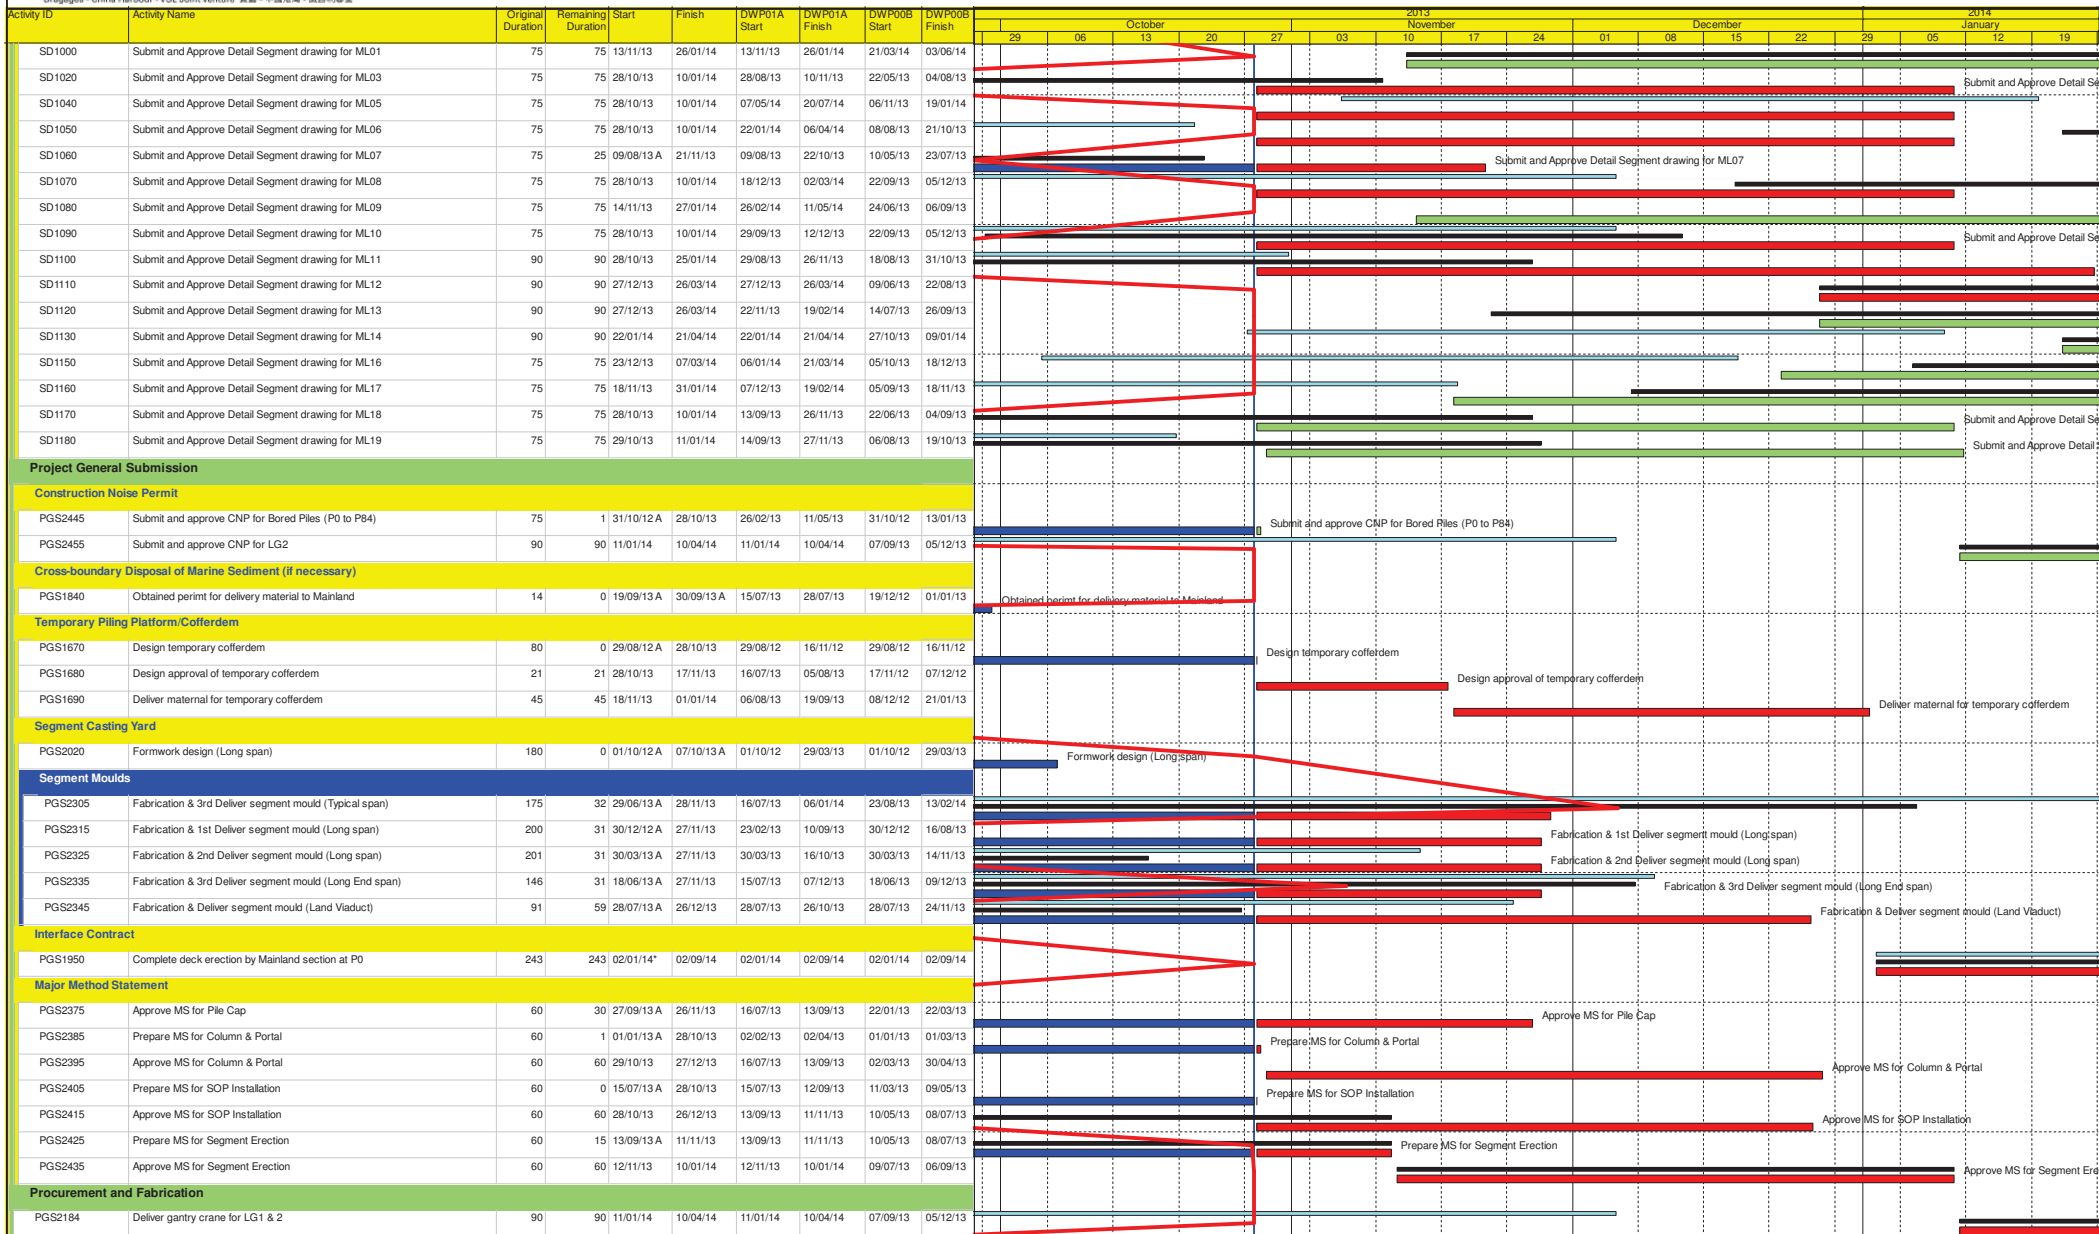 Activity ID Activity Name Original Duration Remaining Duration Start Finish DWP01A Start DWP01A Finish DWP00B Start DWP00B Finish
2013 2014
October November December January
29 06 13 20 27 03 10 17 24 01 08 15 22 29 05 12 19
SD1000 Submit and Approve Detail Segment drawing for ML01 75 75 13/11/13 26/01/14 13/11/13 26/01/14 21/03/14 03/06/14
SD1020 Submit and Approve Detail Segment drawing for ML03 75 75 28/10/13 10/01/14 28/08/13 10/11/13 22/05/13 04/08/13 Submit and Approve Detail Se
SD1040 Submit and Approve Detail Segment drawing for ML05 75 75 28/10/13 10/01/14 07/05/14 20/07/14 06/11/13 19/01/14
SD1050 Submit and Approve Detail Segment drawing for ML06 75 75 28/10/13 10/01/14 22/01/14 06/04/14 08/08/13 21/10/13
SD1060 Submit and Approve Detail Segment drawing for ML07 75 25 09/08/13 A 21/11/13 09/08/13 22/10/13 10/05/13 23/07/13 Submit and Approve Detail Segment drawing for ML07
SD1070 Submit and Approve Detail Segment drawing for ML08 75 75 28/10/13 10/01/14 18/12/13 02/03/14 22/09/13 05/12/13
SD1080 Submit and Approve Detail Segment drawing for ML09 75 75 14/11/13 27/01/14 26/02/14 11/05/14 24/06/13 06/09/13
SD1090 Submit and Approve Detail Segment drawing for ML10 75 75 28/10/13 10/01/14 29/09/13 12/12/13 22/09/13 05/12/13 Submit and Approve Detail Se
SD1100 Submit and Approve Detail Segment drawing for ML11 90 90 28/10/13 25/01/14 29/08/13 26/11/13 18/08/13 31/10/13
SD1110 Submit and Approve Detail Segment drawing for ML12 90 90 27/12/13 26/03/14 27/12/13 26/03/14 09/06/13 22/08/13
SD1120 Submit and Approve Detail Segment drawing for ML13 90 90 27/12/13 26/03/14 22/11/13 19/02/14 14/07/13 26/09/13
SD1130 Submit and Approve Detail Segment drawing for ML14 90 90 22/01/14 21/04/14 22/01/14 21/04/14 27/10/13 09/01/14
SD1150 Submit and Approve Detail Segment drawing for ML16 75 75 23/12/13 07/03/14 06/01/14 21/03/14 05/10/13 18/12/13
SD1160 Submit and Approve Detail Segment drawing for ML17 75 75 18/11/13 31/01/14 07/12/13 19/02/14 05/09/13 18/11/13
SD1170 Submit and Approve Detail Segment drawing for ML18 75 75 28/10/13 10/01/14 13/09/13 26/11/13 22/06/13 04/09/13 Submit and Approve Detail Se
SD1180 Submit and Approve Detail Segment drawing for ML19 75 75 29/10/13 11/01/14 14/09/13 27/11/13 06/08/13 19/10/13 Submit and Approve Detail
Project General Submission
Construction Noise Permit
PGS2445 Submit and approve CNP for Bored Piles (P0 to P84) 75 1 31/10/12 A 28/10/13 26/02/13 11/05/13 31/10/12 13/01/13 Submit and approve CNP for Bored Piles (P0 to P84)
PGS2455 Submit and approve CNP for LG2 90 90 11/01/14 10/04/14 11/01/14 10/04/14 07/09/13 05/12/13
Cross-boundary Disposal of Marine Sediment (if necessary)
PGS1840 Obtained perimt for delivery material to Mainland 14 0 19/09/13 A 30/09/13 A 15/07/13 28/07/13 19/12/12 01/01/13 Obtained perimt for delivery material to Mainland
Temporary Piling Platform/Cofferdem
PGS1670 Design temporary cofferdem 80 0 29/08/12 A 28/10/13 29/08/12 16/11/12 29/08/12 16/11/12 Design temporary cofferdem
PGS1680 Design approval of temporary cofferdem 21 21 28/10/13 17/11/13 16/07/13 05/08/13 17/11/12 07/12/12 Design approval of temporary cofferdem
PGS1690 Deliver maternal for temporary cofferdem 45 45 18/11/13 01/01/14 06/08/13 19/09/13 08/12/12 21/01/13 Deliver maternal for temporary cofferdem
Segment Casting Yard
PGS2020 Formwork design (Long span) 180 0 01/10/12 A 07/10/13 A 01/10/12 29/03/13 01/10/12 29/03/13 Formwork design (Long span)
Segment Moulds
PGS2305 Fabrication & 3rd Deliver segment mould (Typical span) 175 32 29/06/13 A 28/11/13 16/07/13 06/01/14 23/08/13 13/02/14
PGS2315 Fabrication & 1st Deliver segment mould (Long span) 200 31 30/12/12 A 27/11/13 23/02/13 10/09/13 30/12/12 16/08/13 Fabrication & 1st Deliver segment mould (Long span)
PGS2325 Fabrication & 2nd Deliver segment mould (Long span) 201 31 30/03/13 A 27/11/13 30/03/13 16/10/13 30/03/13 14/11/13 Fabrication & 2nd Deliver segment mould (Long span)
PGS2335 Fabrication & 3rd Deliver segment mould (Long End span) 146 31 18/06/13 A 27/11/13 15/07/13 07/12/13 18/06/13 09/12/13 Fabrication & 3rd Deliver segment mould (Long End span)
PGS2345 Fabrication & Deliver segment mould (Land Viaduct) 91 59 28/07/13 A 26/12/13 28/07/13 26/10/13 28/07/13 24/11/13 Fabrication & Deliver segment mould (Land Viaduct)
Interface Contract
PGS1950 Complete deck erection by Mainland section at P0 243 243 02/01/14* 02/09/14 02/01/14 02/09/14 02/01/14 02/09/14
Major Method Statement
PGS2375 Approve MS for Pile Cap 60 30 27/09/13 A 26/11/13 16/07/13 13/09/13 22/01/13 22/03/13 Approve MS for Pile Cap
PGS2385 Prepare MS for Column & Portal 60 1 01/01/13 A 28/10/13 02/02/13 02/04/13 01/01/13 01/03/13 Prepare MS for Column & Portal
PGS2395 Approve MS for Column & Portal 60 60 29/10/13 27/12/13 16/07/13 13/09/13 02/03/13 30/04/13 Approve MS for Column & Portal
PGS2405 Prepare MS for SOP Installation 60 0 15/07/13 A 28/10/13 15/07/13 12/09/13 11/03/13 09/05/13 Prepare MS for SOP Installation
PGS2415 Approve MS for SOP Installation 60 60 28/10/13 26/12/13 13/09/13 11/11/13 10/05/13 08/07/13 Approve MS for SOP Installation
PGS2425 Prepare MS for Segment Erection 60 15 13/09/13 A 11/11/13 13/09/13 11/11/13 10/05/13 08/07/13 Prepare MS for Segment Erection
PGS2435 Approve MS for Segment Erection 60 60 12/11/13 10/01/14 12/11/13 10/01/14 09/07/13 06/09/13 Approve MS for Segment Ere
Procurement and Fabrication
PGS2184 Deliver gantry crane for LG1 & 2 90 90 11/01/14 10/04/14 11/01/14 10/04/14 07/09/13 05/12/13